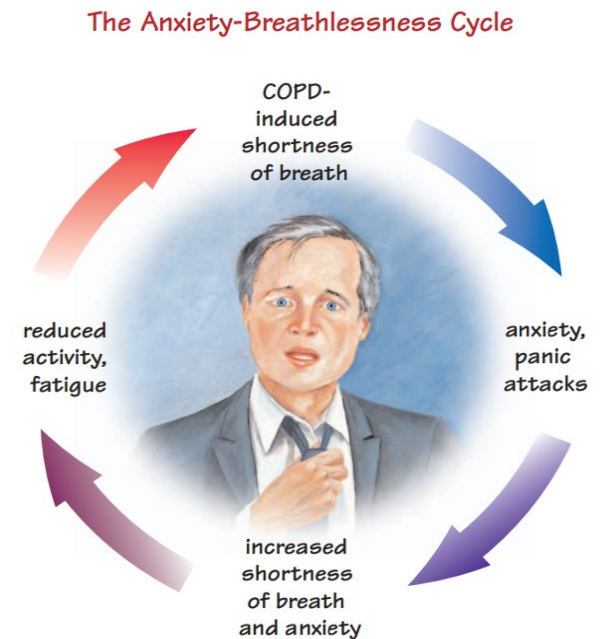 The Anxiety-Breathlessness Cycle
COPD-
induced
shortness
of breath
anxiety,
panic
attacks
increased
shortness
of breath
and anxiety
reduced
activity,
fatigue